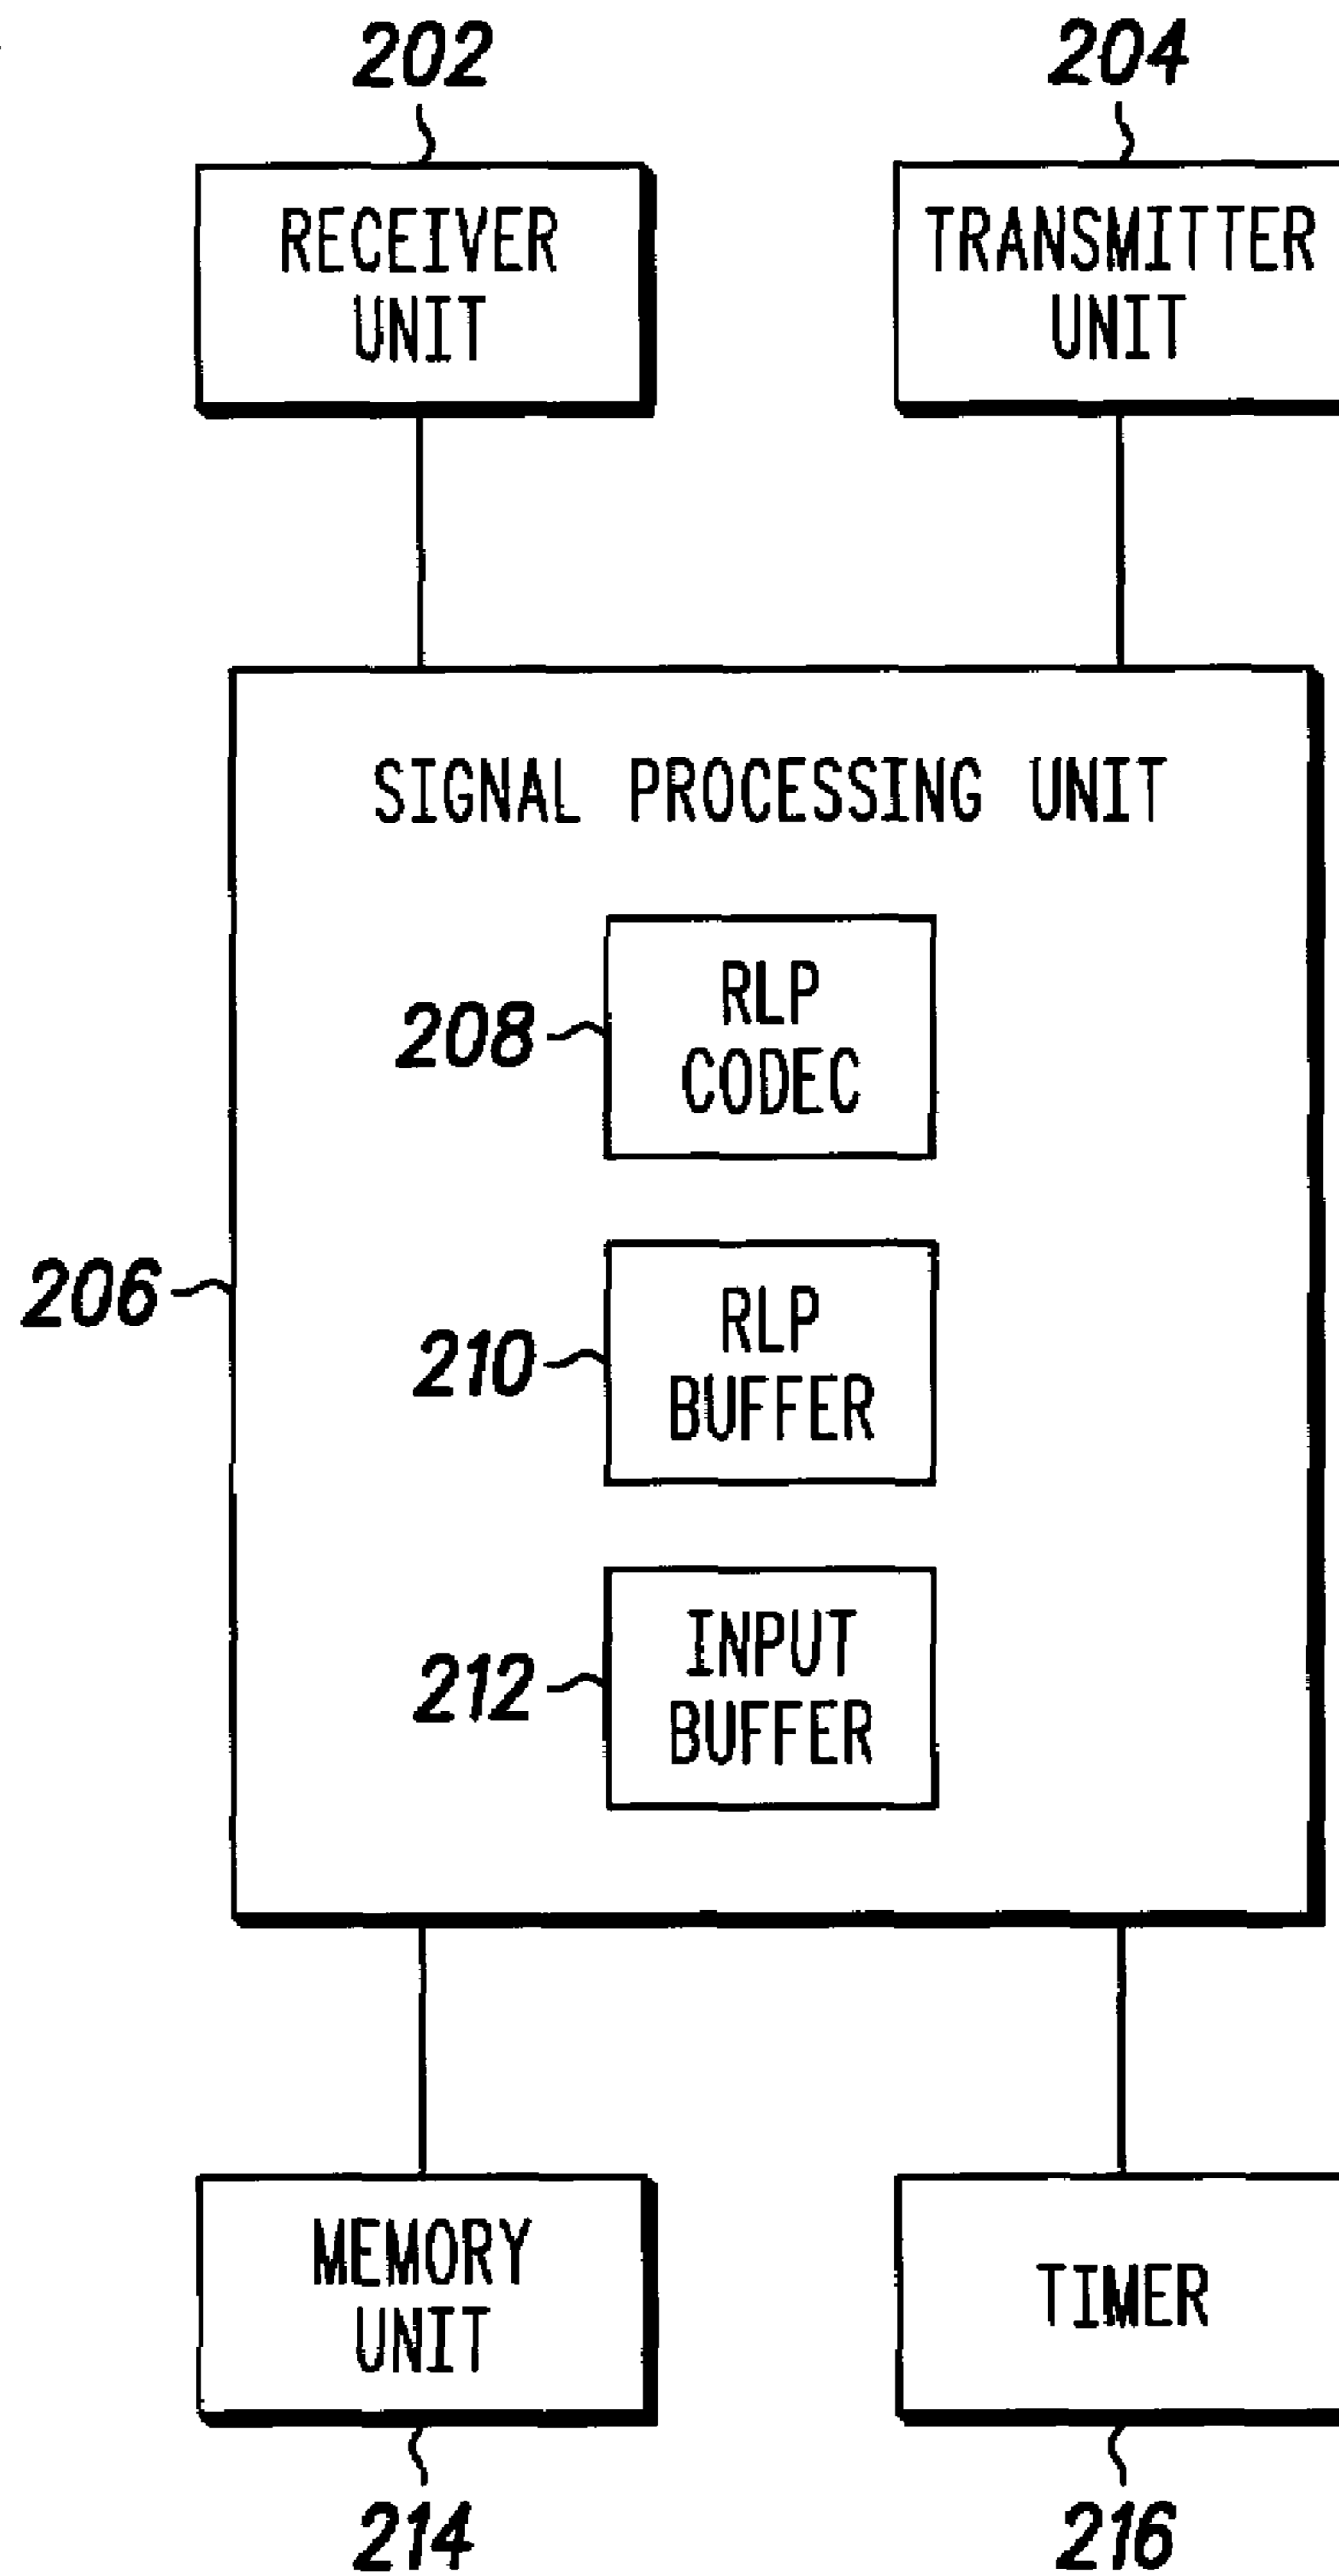 202
204
RECEIVER
UNIT
TRANSMITTER
UNIT
SIGNAL PROCESSING UNIT
208
RLP
CODEC
206
210
RLP
BUFFER
212
INPUT
BUFFER
MEMORY
UNIT
TIMER
214
216